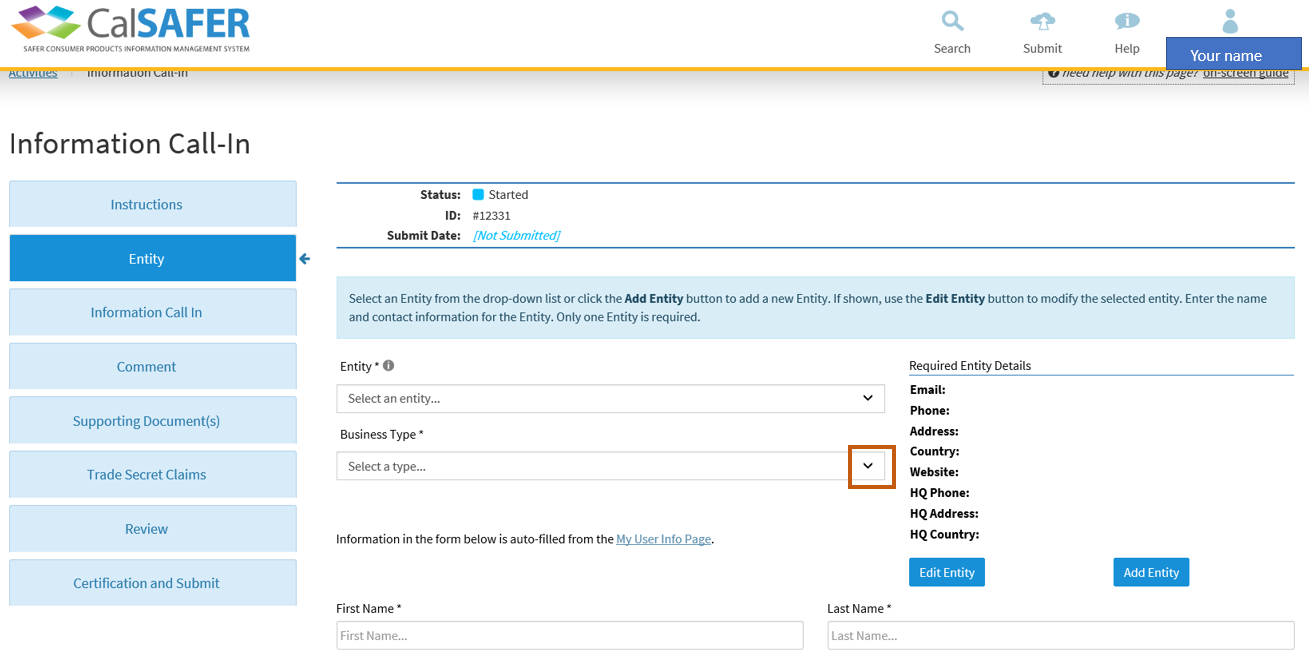 CalSAFER
SAFER CONSUMER PRODUCTS INFORMATION MANAGEMENT SYSTEM
Search
Submit
Help
Your name
Activities
Information Call-In
need help with this page? on-screen guide
Information Call-In
Instructions
Entity
Information Call In
Comment
Supporting Document(s)
Trade Secret Claims
Review
Certification and Submit
Status: Started
ID: #12331
Submit Date: [Not Submitted]
Select an Entity from the drop-down list or click the Add Entity button to add a new Entity. If shown, use the Edit Entity button to modify the selected entity. Enter the name
and contact information for the Entity. Only one Entity is required.
Entity *
Select an entity...
Business Type *
Select a type...
Information in the form below is auto-filled from the My User Info Page.
Required Entity Details
Email:
Phone:
Address:
Country:
Website:
HQ Phone:
HQ Address:
HQ Country:
Edit Entity
Add Entity
First Name *
First Name...
Last Name *
Last Name...